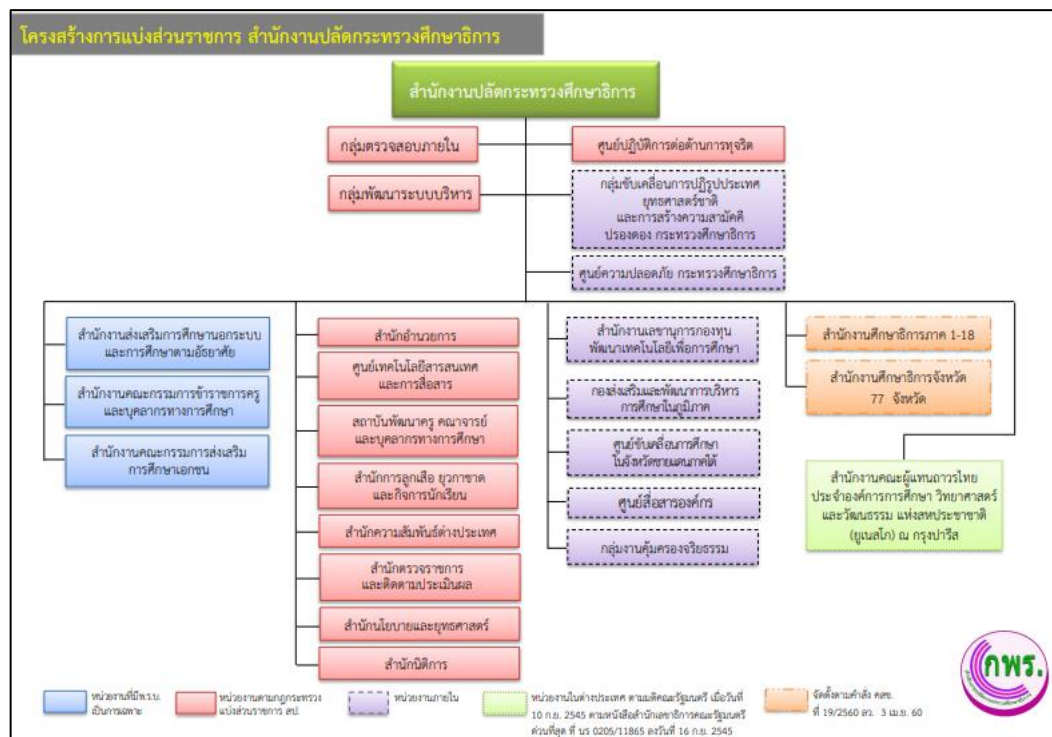 โครงสร้างการแบ่งส่วนราชการ สำนักงานปลัดกระทรวงศึกษาธิการ
สำนักงานปลัดกระทรวงศึกษาธิการ
กลุ่มตรวจสอบภายใน
ศูนย์ปฏิบัติการต่อต้านการทุจริต
กลุ่มพัฒนาระบบบริหาร
กลุ่มขับเคลื่อนการปฏิรูปประเทศ
ยุทธศาสตร์ชาติ
และการสร้างความสามัคคี
ปรองดอง กระทรวงศึกษาธิการ
ศูนย์ความปลอดภัย กระทรวงศึกษาธิการ
สำนักงานส่งเสริมการศึกษานอกระบบ
และการศึกษาตามอัธยาศัย
สำนักงานคณะกรรมการข้าราชการครู
และบุคลากรทางการศึกษา
สำนักงานคณะกรรมการส่งเสริม
การศึกษาเอกชน
สำนักอำนวยการ
ศูนย์เทคโนโลยีสารสนเทศ
และการสื่อสาร
สถาบันพัฒนาครู คณาจารย์
และบุคลากรทางการศึกษา
สำนักการลูกเสือ ยุวกาชาด
และกิจการนักเรียน
สำนักความสัมพันธ์ต่างประเทศ
สำนักตรวจราชการ
และติดตามประเมินผล
สำนักนโยบายและยุทธศาสตร์
สำนักนิติการ
สำนักงานเลขานุการกองทุน
พัฒนาเทคโนโลยีเพื่อการศึกษา
กองส่งเสริมและพัฒนาการบริหาร
การศึกษาในภูมิภาค
ศูนย์ขับเคลื่อนการศึกษา
ในจังหวัดชายแดนภาคใต้
ศูนย์สื่อสารองค์กร
กลุ่มงานคุ้มครองจริยธรรม
สำนักงานศึกษาธิการภาค 1-18
สำนักงานศึกษาธิการจังหวัด
77 จังหวัด
สำนักงานคณะผู้แทนถาวรไทย
ประจำองค์การการศึกษา วิทยาศาสตร์
และวัฒนธรรม แห่งสหประชาชาติ
(ยูเนสโก) ณ กรุงปารีส
หน่วยงานที่มีพ.ร.บ.
เป็นการเฉพาะ
หน่วยงานตามกฎกระทรวง
แบ่งส่วนราชการ สป.
หน่วยงานภายใน
หน่วยงานในต่างประเทศ ตามมติคณะรัฐมนตรี เมื่อวันที่
10 ก.ย. 2545 ตามหนังสือสำนักเลขาธิการคณะรัฐมนตรี
ด่วนที่สุด ที่ นร 0205/11865 ลงวันที่ 16 ก.ย. 2545
จัดตั้งตามคำสั่ง คสช.
ที่ 19/2560 ลว. 3 เม.ย. 60
กพร.